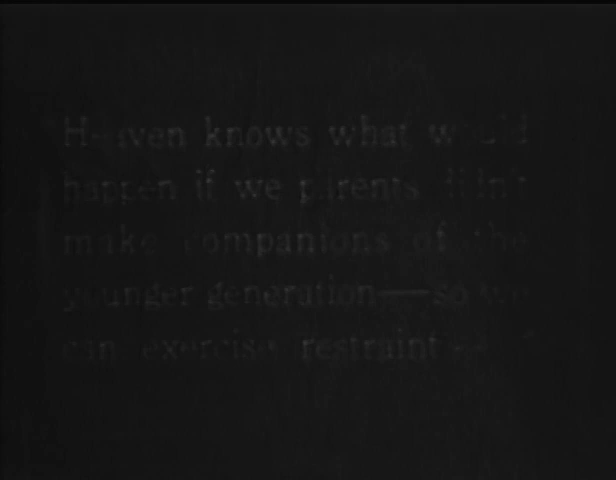 Heaven knows what would
happen if we parents didn't
make companions of the
younger generation—so we
can exercise restraint